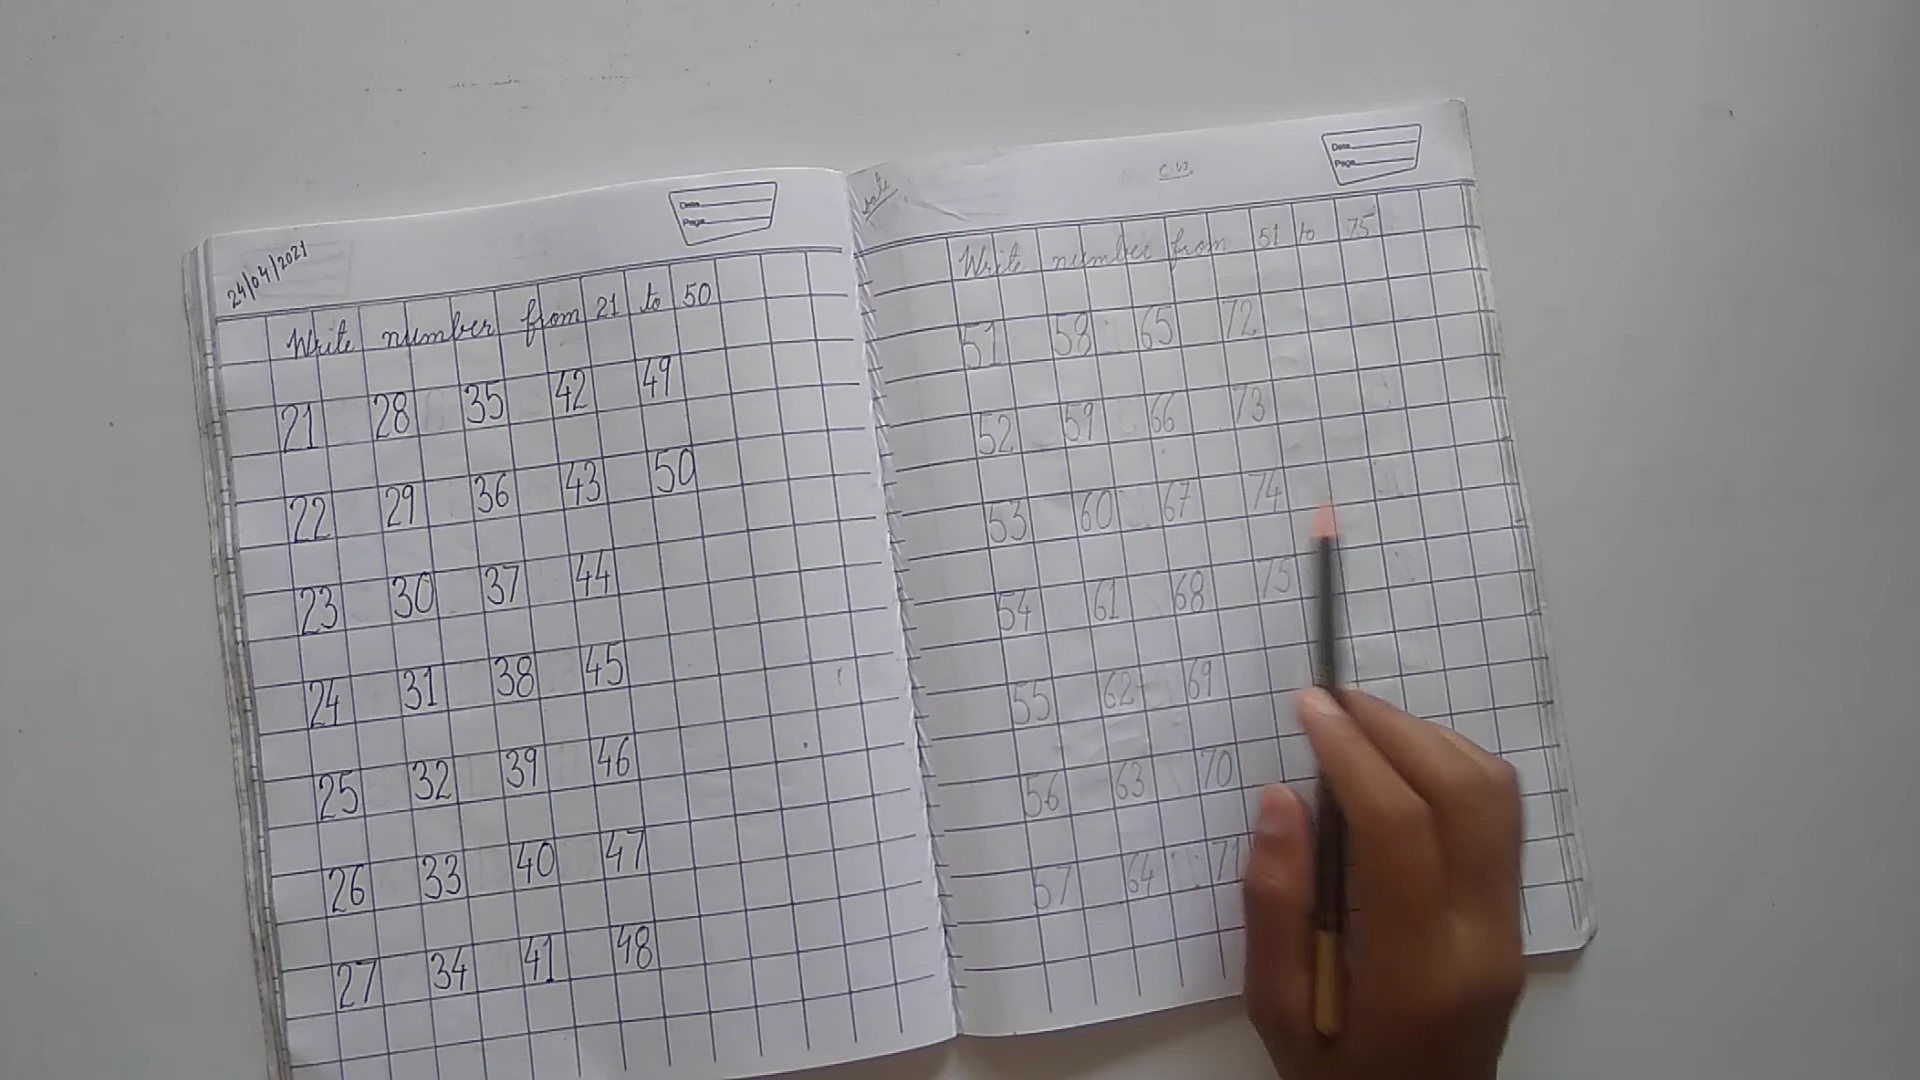 24/04/2021
Date
Page
Write number from 21 to 50
21 28 35 42 49
22 29 36 43 50
23 30 37 44
24 31 38 45
25 32 39 46
26 33 40 47
27 34 41 48
C.W
Date
Page
Write number from 51 to 75
51 58 65 72
52 59 66 73
53 60 67 74
54 61 68 75
55 62 69
56 63 70
57 64 71